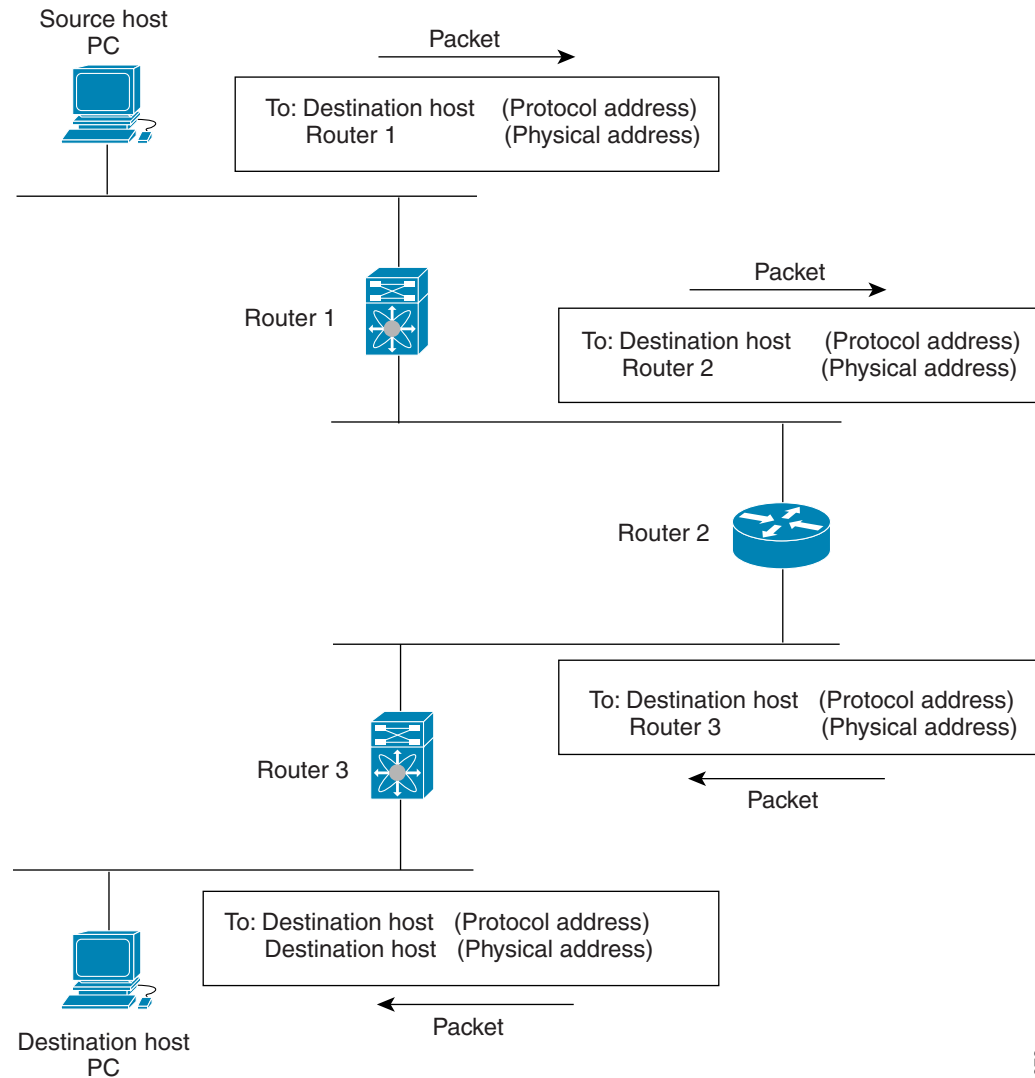 Source host
PC
Packet
To: Destination host (Protocol address)
Router 1 (Physical address)
Router 1
Packet
To: Destination host (Protocol address)
Router 2 (Physical address)
Router 2
To: Destination host (Protocol address)
Router 3 (Physical address)
Router 3
Packet
To: Destination host (Protocol address)
Destination host (Physical address)
Packet
Destination host
PC